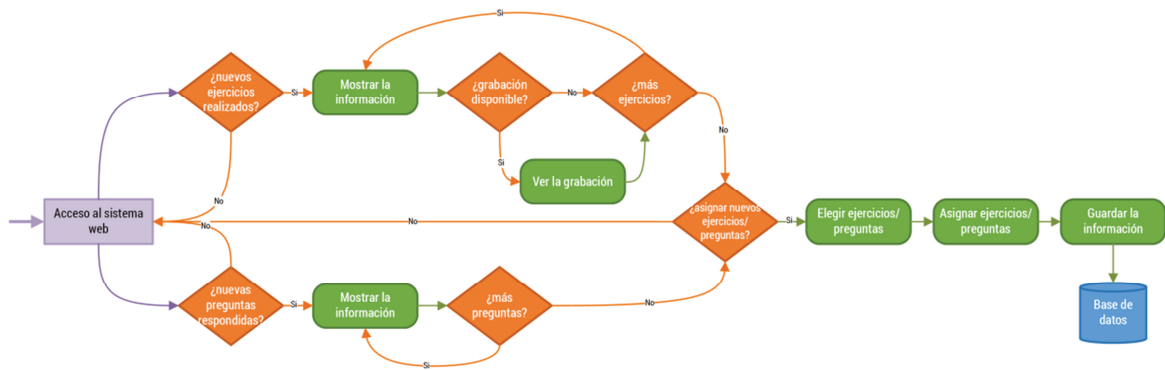 Si
¿nuevos
ejercicios
realizados?
Si
Mostrar la
información
¿grabación
disponible?
No
¿más
ejercicios?
No
Si
Ver la grabación
No
Acceso al sistema
web
No
No
¿asignar nuevos
ejercicios/
preguntas?
Si
Elegir ejercicios/
preguntas
Asignar ejercicios/
preguntas
Guardar la
información
¿nuevas
preguntas
respondidas?
Si
Mostrar la
información
¿más
preguntas?
No
Si
Base de
datos